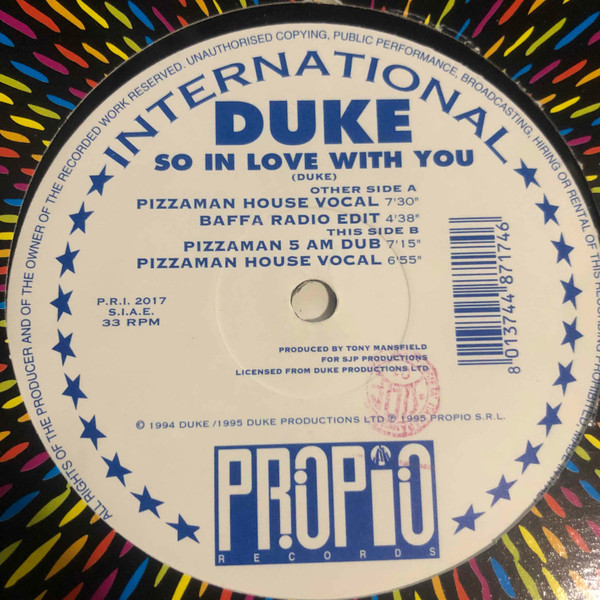 ALL RIGHTS OF THE PRODUCER AND OF THE OWNER OF THE RECORDED WORK RESERVED. UNAUTHORISED COPYING, PUBLIC PERFORMANCE, BROADCASTING, HIRING OR RENTAL OF THIS RECORDING PROHIBITED.
INTERNATIONAL
DUKE
SO IN LOVE WITH YOU
(DUKE)
OTHER SIDE A
PIZZAMAN HOUSE VOCAL 7'30"
BAFFA RADIO EDIT 4'38"
THIS SIDE B
PIZZAMAN 5 AM DUB 7'15"
PIZZAMAN HOUSE VOCAL 6'55"
P.R.I. 2017
S.I.A.E.
33 RPM
8 013744 871746
PRODUCED BY TONY MANSFIELD
FOR SJP PRODUCTIONS
LICENSED FROM DUKE PRODUCTIONS LTD
© 1994 DUKE /1995 DUKE PRODUCTIONS LTD ℗ 1995 PROPIO S.R.L.
PROPIO
RECORDS